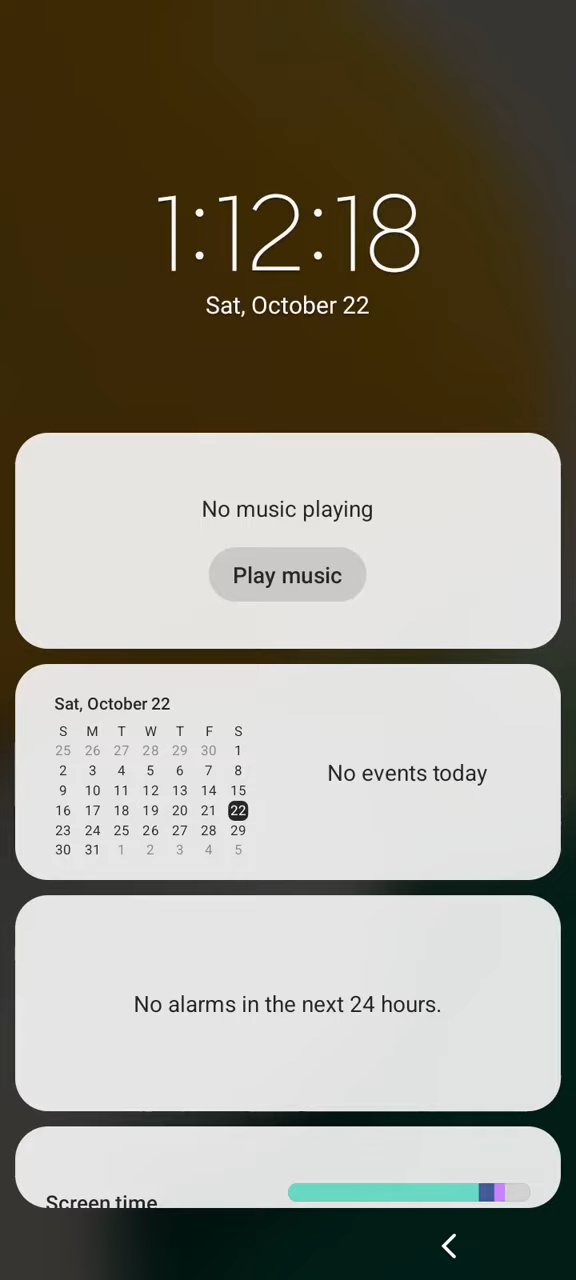 1:12:18
Sat, October 22
No music playing
Play music
Sat, October 22
S M T W T F S
25 26 27 28 29 30 1
2 3 4 5 6 7 8
9 10 11 12 13 14 15
16 17 18 19 20 21 22
23 24 25 26 27 28 29
30 31 1 2 3 4 5
No events today
No alarms in the next 24 hours.
Screen time